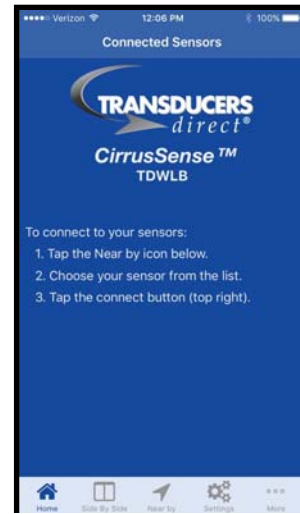 Verizon 12:06 PM 100%
Connected Sensors
TRANSDUCERS
direct®
CirrusSense™
TDWLB
To connect to your sensors:
1. Tap the Near by icon below.
2. Choose your sensor from the list.
3. Tap the connect button (top right).
Home Side By Side Near by Settings More